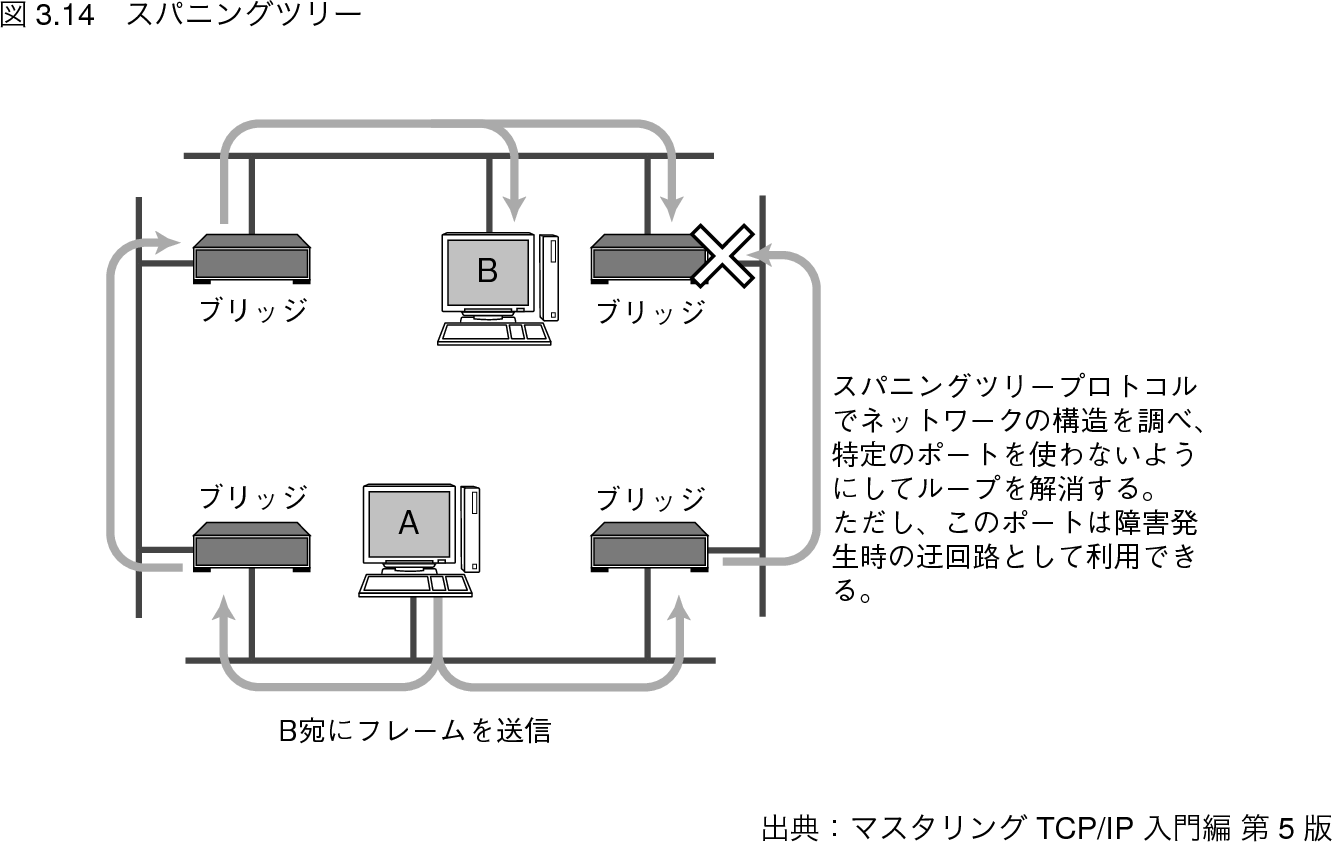 図 3.14　スパニングツリー
ブリッジ
B
ブリッジ
スパニングツリープロトコル
でネットワークの構造を調べ、
特定のポートを使わないよう
にしてループを解消する。
ただし、このポートは障害発
生時の迂回路として利用でき
る。
ブリッジ
A
ブリッジ
B宛にフレームを送信
出典：マスタリング TCP/IP 入門編 第 5 版